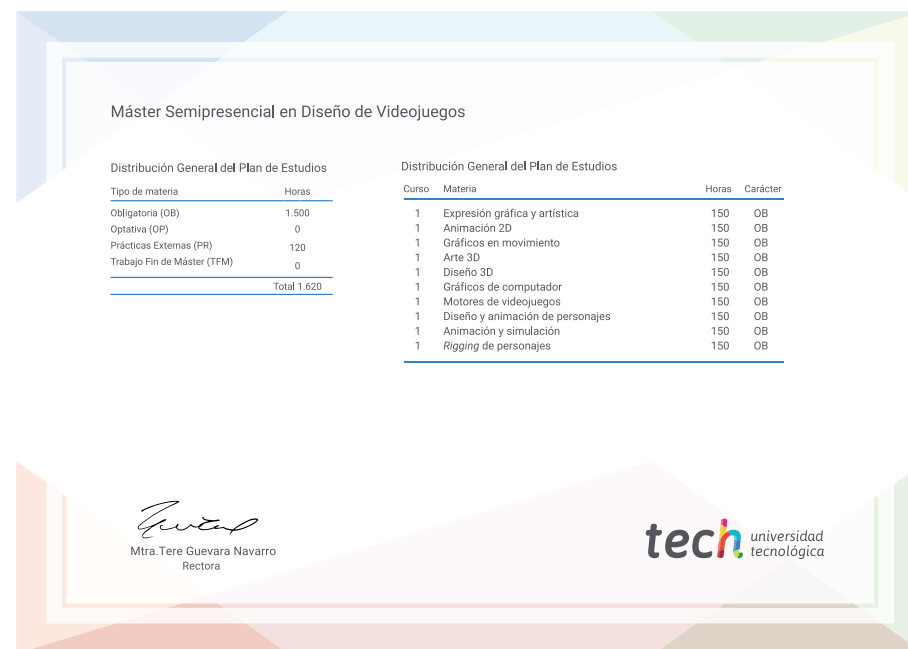 Máster Semipresencial en Diseño de Videojuegos
Distribución General del Plan de Estudios
Tipo de materia Horas
Obligatoria (OB) 1.500
Optativa (OP) 0
Prácticas Externas (PR) 120
Trabajo Fin de Máster (TFM) 0
Total 1.620
Distribución General del Plan de Estudios
Curso Materia Horas Carácter
1 Expresión gráfica y artística 150 OB
1 Animación 2D 150 OB
1 Gráficos en movimiento 150 OB
1 Arte 3D 150 OB
1 Diseño 3D 150 OB
1 Gráficos de computador 150 OB
1 Motores de videojuegos 150 OB
1 Diseño y animación de personajes 150 OB
1 Animación y simulación 150 OB
1 Rigging de personajes 150 OB
Mtra.Tere Guevara Navarro
Rectora
tech universidad
tecnológica